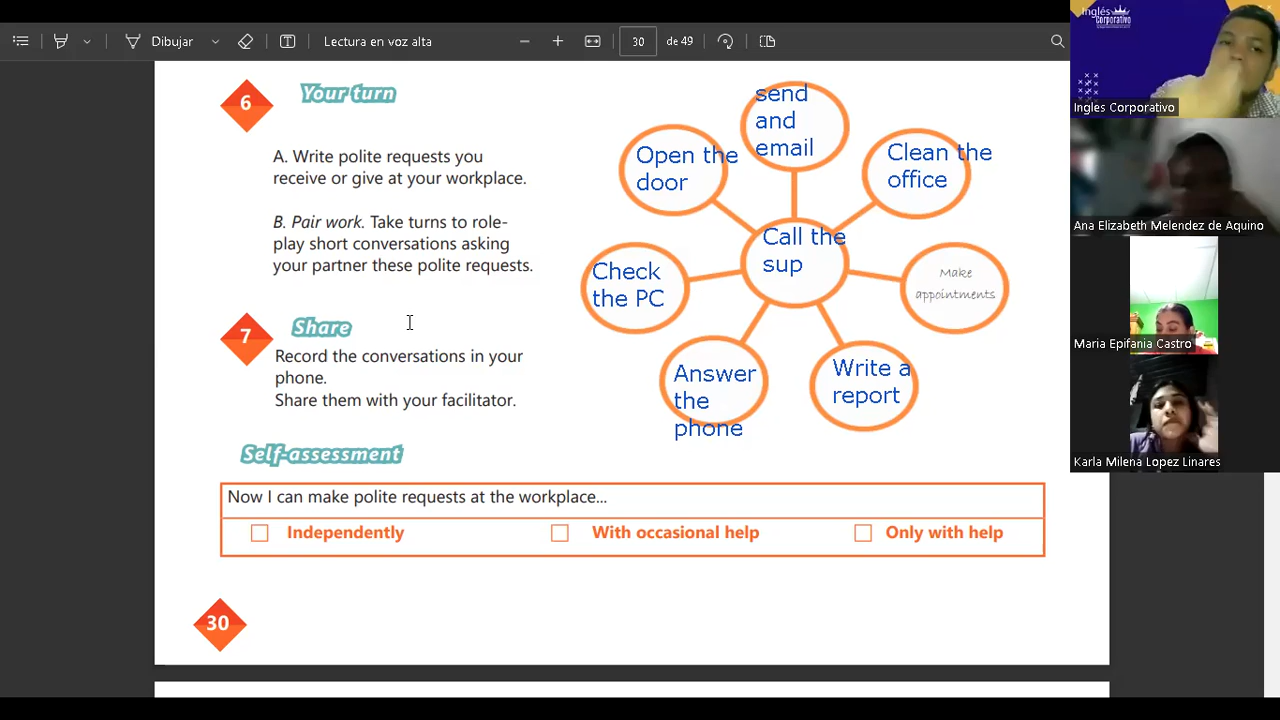 Dibujar
Lectura en voz alta
30
de 49
6
Your turn
A. Write polite requests you
receive or give at your workplace.
B. Pair work. Take turns to role-
play short conversations asking
your partner these polite requests.
7
Share
Record the conversations in your
phone.
Share them with your facilitator.
send
and
email
Open the
door
Clean the
office
Call the
sup
Check
the PC
Make
appointments
Answer
the
phone
Write a
report
Self-assessment
Now I can make polite requests at the workplace...
Independently
With occasional help
Only with help
30
Inglés
Corporativo
Ingles Corporativo
Ana Elizabeth Melendez de Aquino
Maria Epifania Castro
Karla Milena Lopez Linares